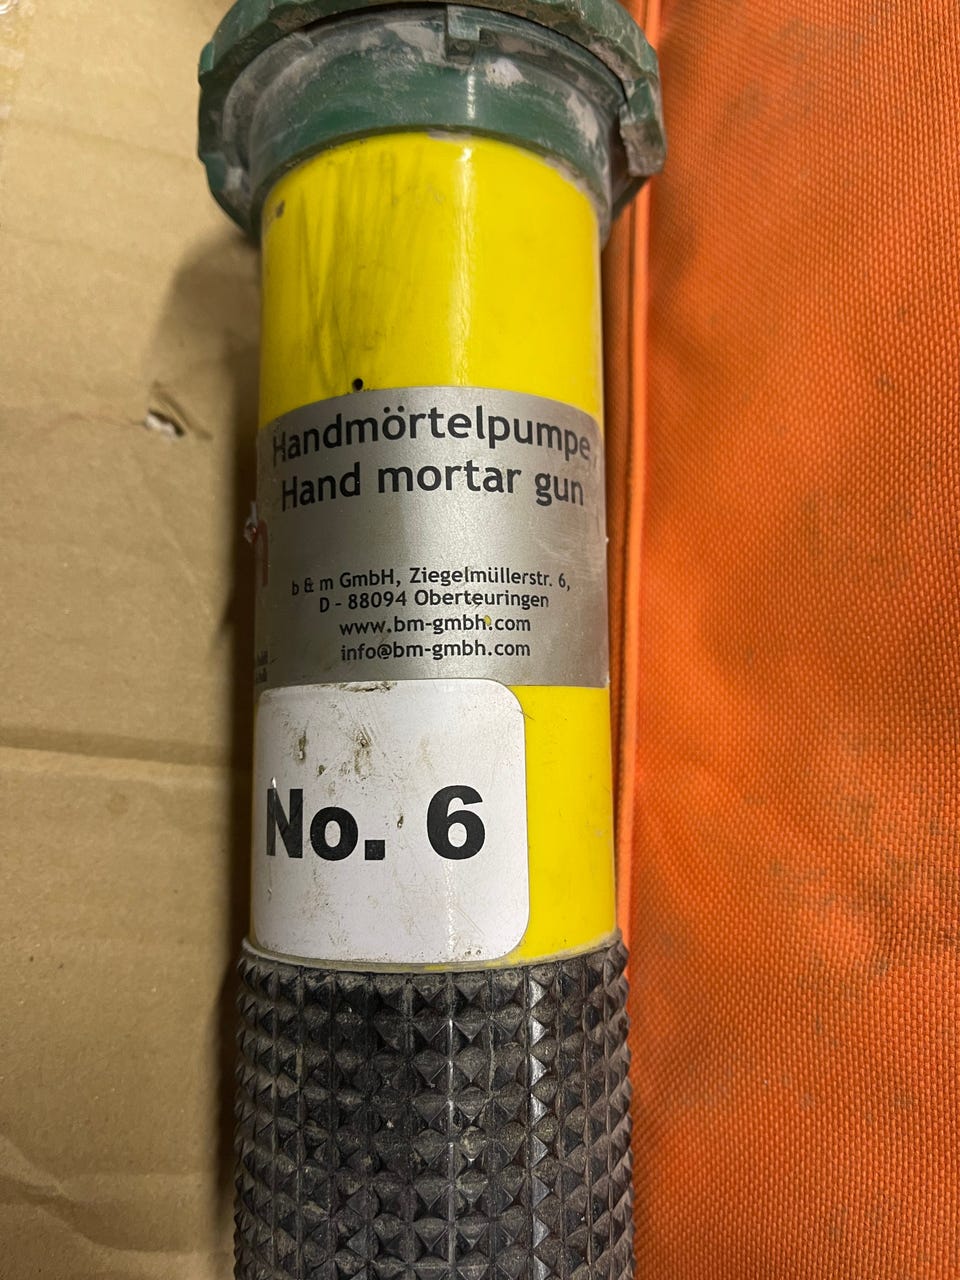 Handmörtelpumpe
Hand mortar gun
b & m GmbH, Ziegelmüllerstr. 6,
D - 88094 Oberteuringen
www.bm-gmbh.com
info@bm-gmbh.com
No. 6